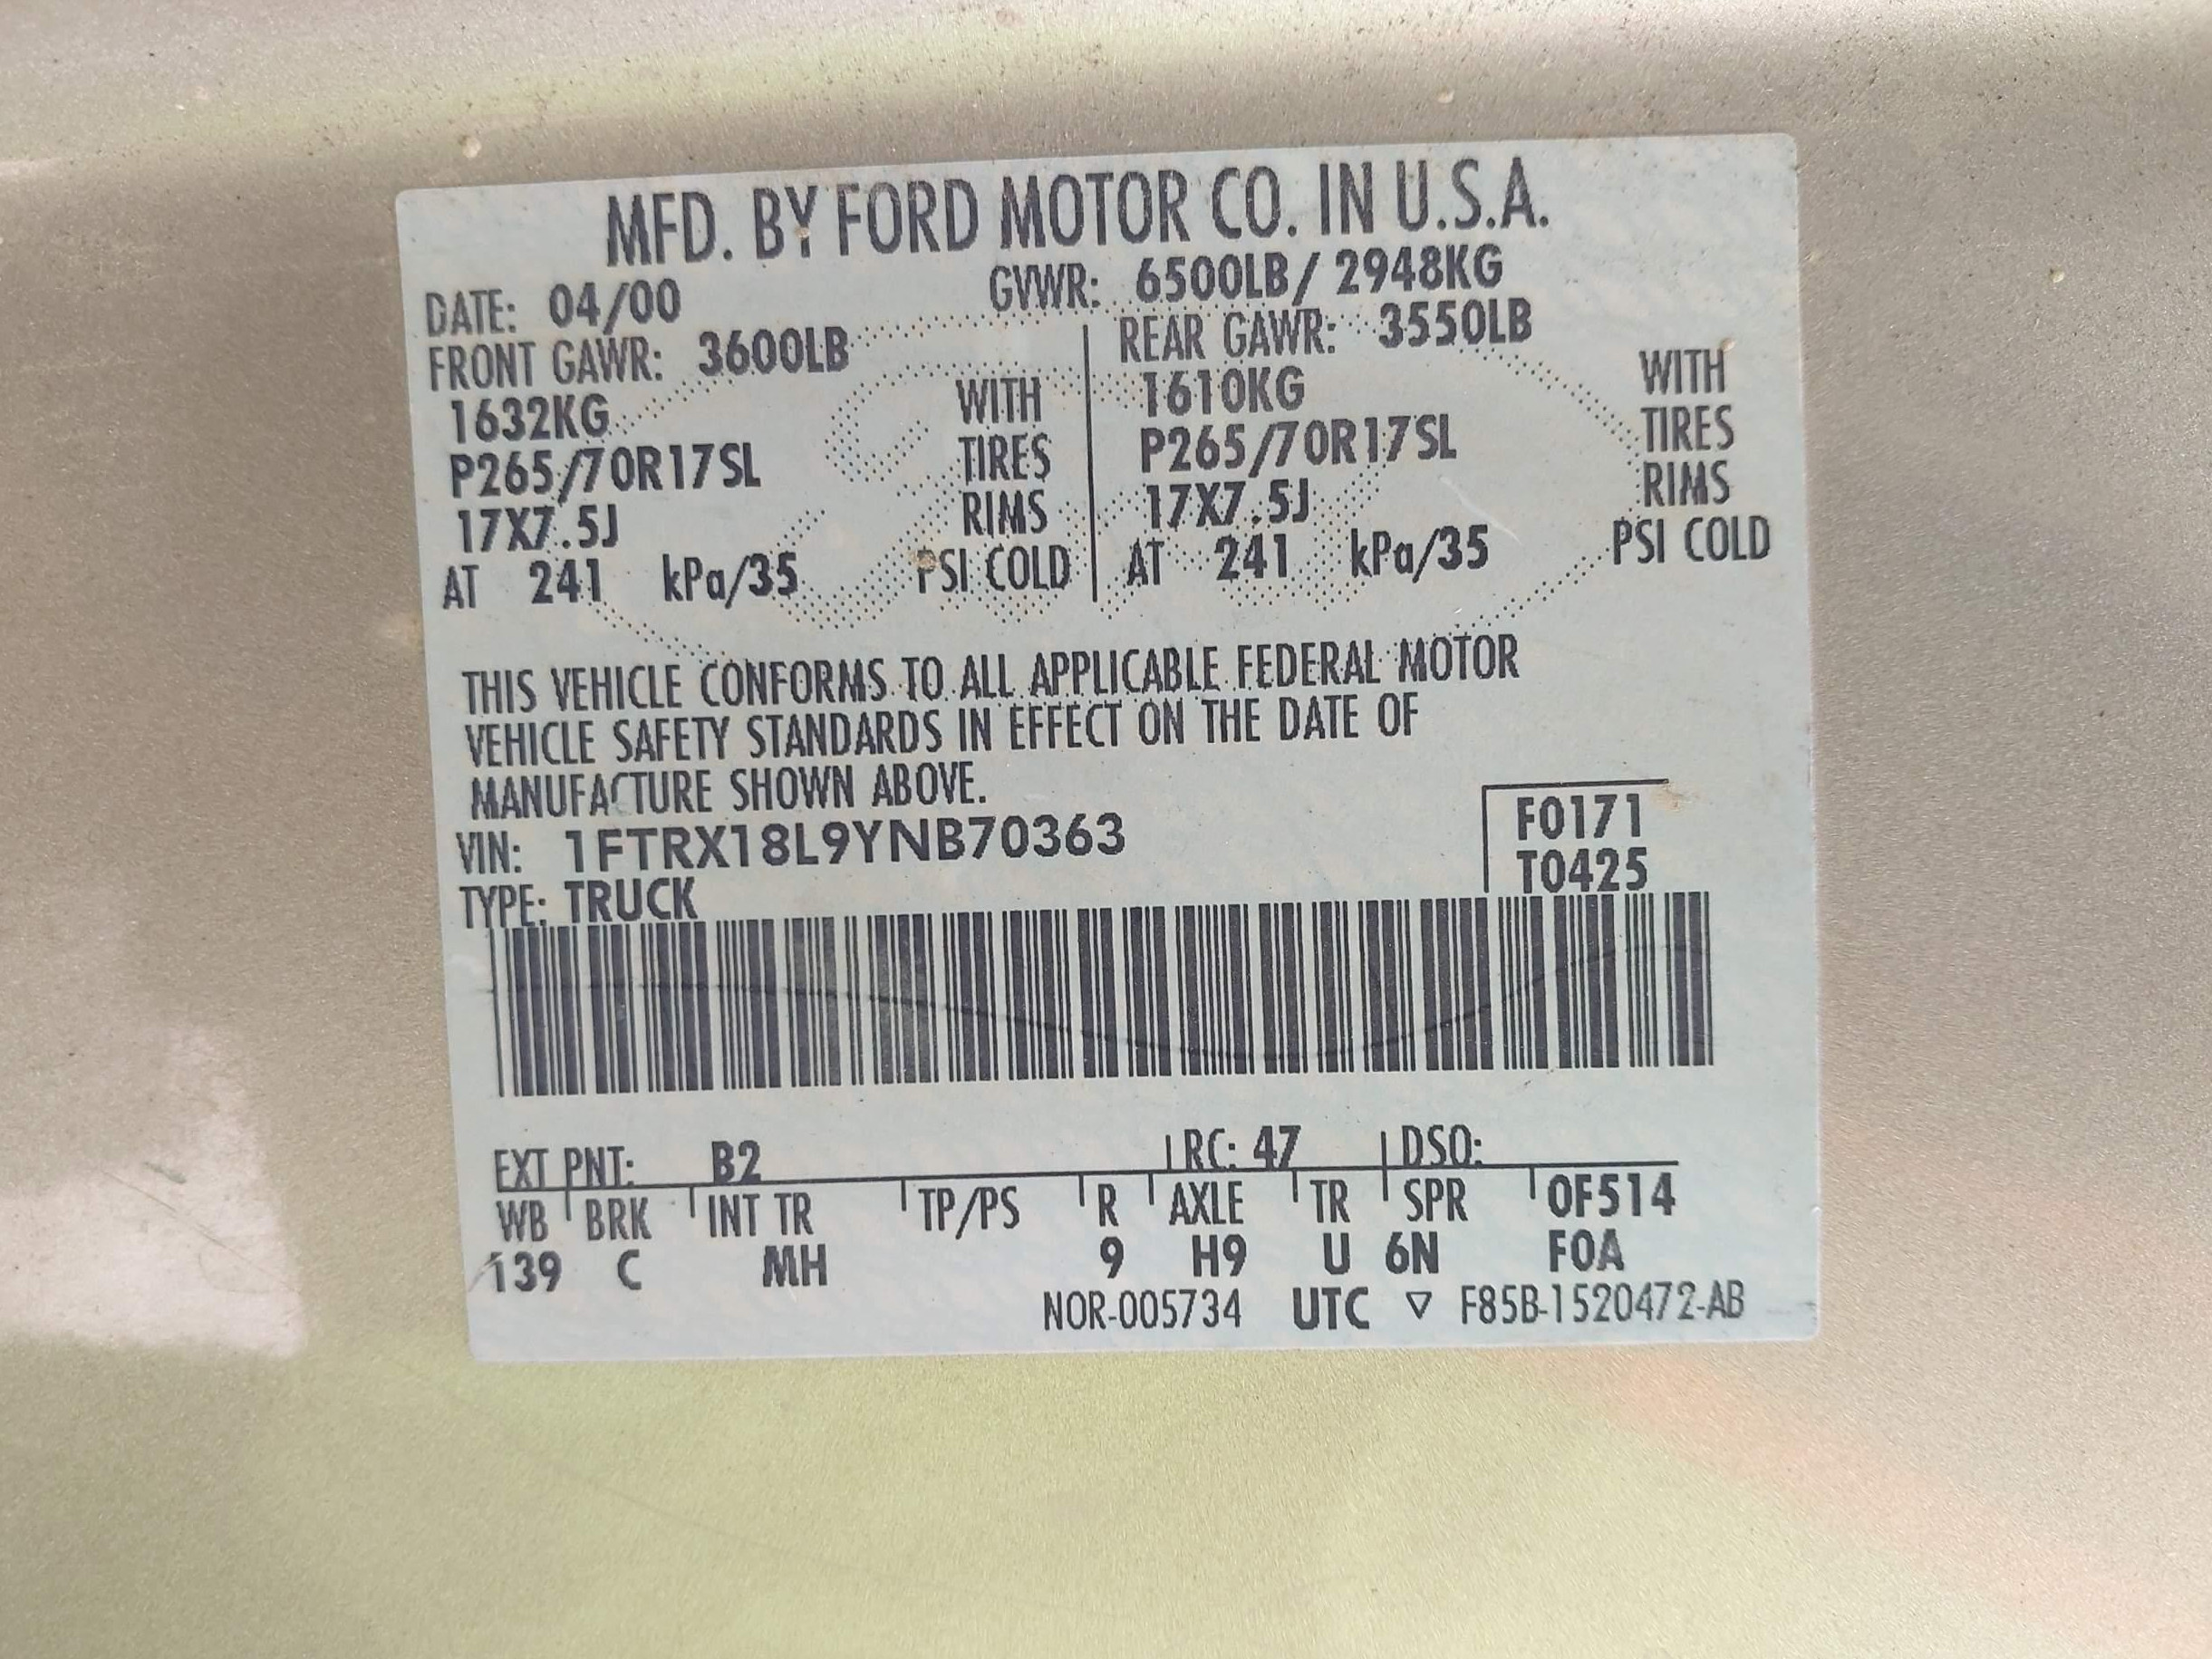 MFD. BY FORD MOTOR CO. IN U.S.A.
DATE: 04/00 GVWR: 6500LB/ 2948KG
FRONT GAWR: 3600LB REAR GAWR: 3550LB
1632KG WITH 1610KG WITH
P265/70R17SL TIRES P265/70R17SL TIRES
17X7.5J RIMS 17X7.5J RIMS
AT 241 kPa/35 PSI COLD AT 241 kPa/35 PSI COLD
THIS VEHICLE CONFORMS TO ALL APPLICABLE FEDERAL MOTOR
VEHICLE SAFETY STANDARDS IN EFFECT ON THE DATE OF
MANUFACTURE SHOWN ABOVE.
VIN: 1FTRX18L9YNB70363 F0171
TYPE: TRUCK T0425
EXT PNT: B2 RC: 47 DSO:
WB BRK INT TR TP/PS R AXLE TR SPR OF514
139 C MH 9 H9 U 6N FOA
NOR-005734 UTC ▽ F85B-1520472-AB